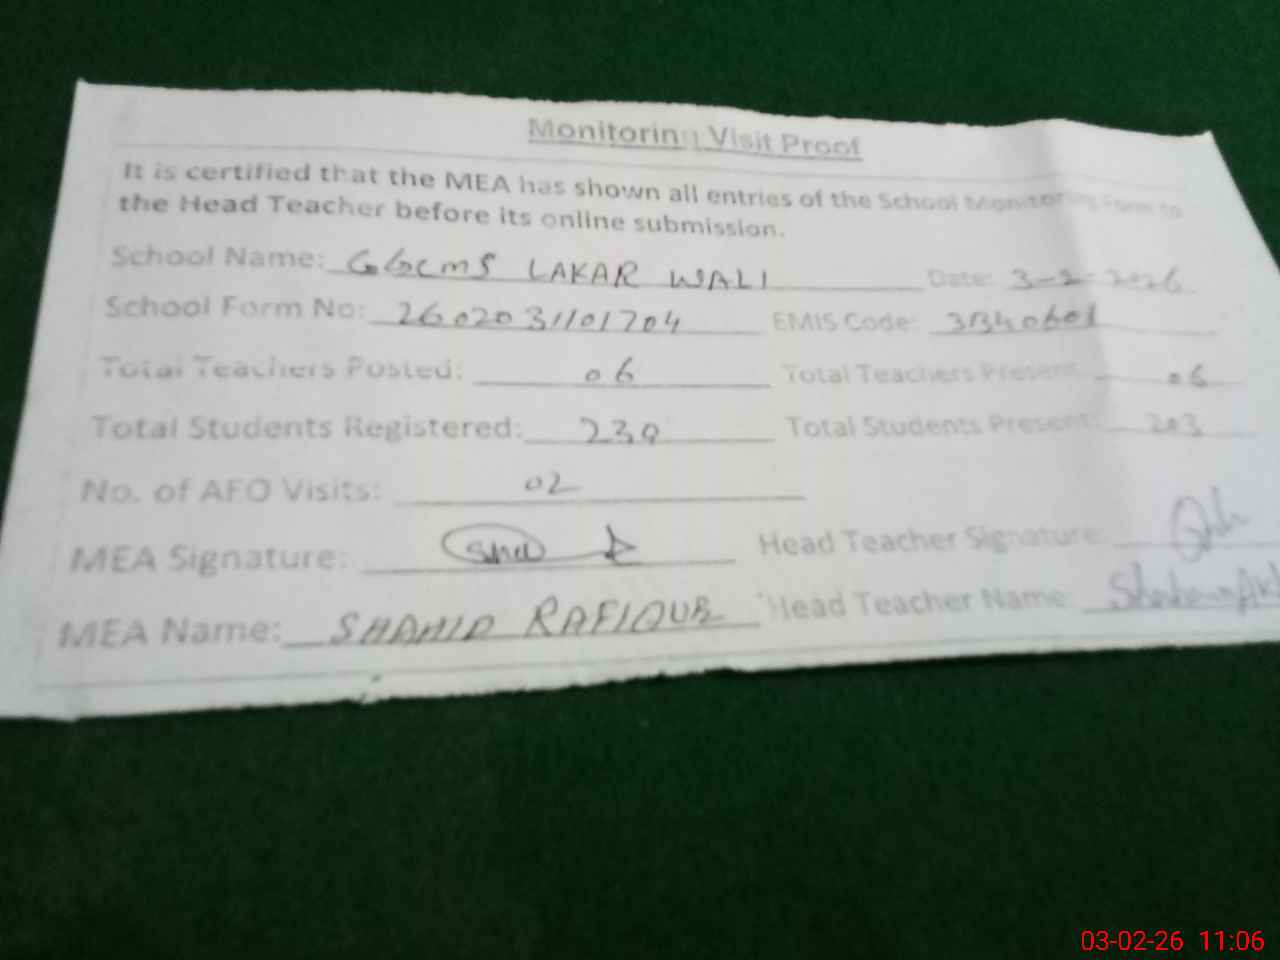 Monitoring Visit Proof
It is certified that the MEA has shown all entries of the School Monitoring Form to
the Head Teacher before its online submission.
School Name: GGCMS LAKAR WALI Date: 3-2-2026
School Form No: 2602031101704 EMIS Code:
Total Teachers Posted: 06 Total Teachers Present: 06
Total Students Registered: 230 Total Students Present: 203
No. of AFO Visits: 02
MEA Signature: Head Teacher Signature:
MEA Name: SHAHID RAFIQUE Head Teacher Name:
03-02-26 11:06